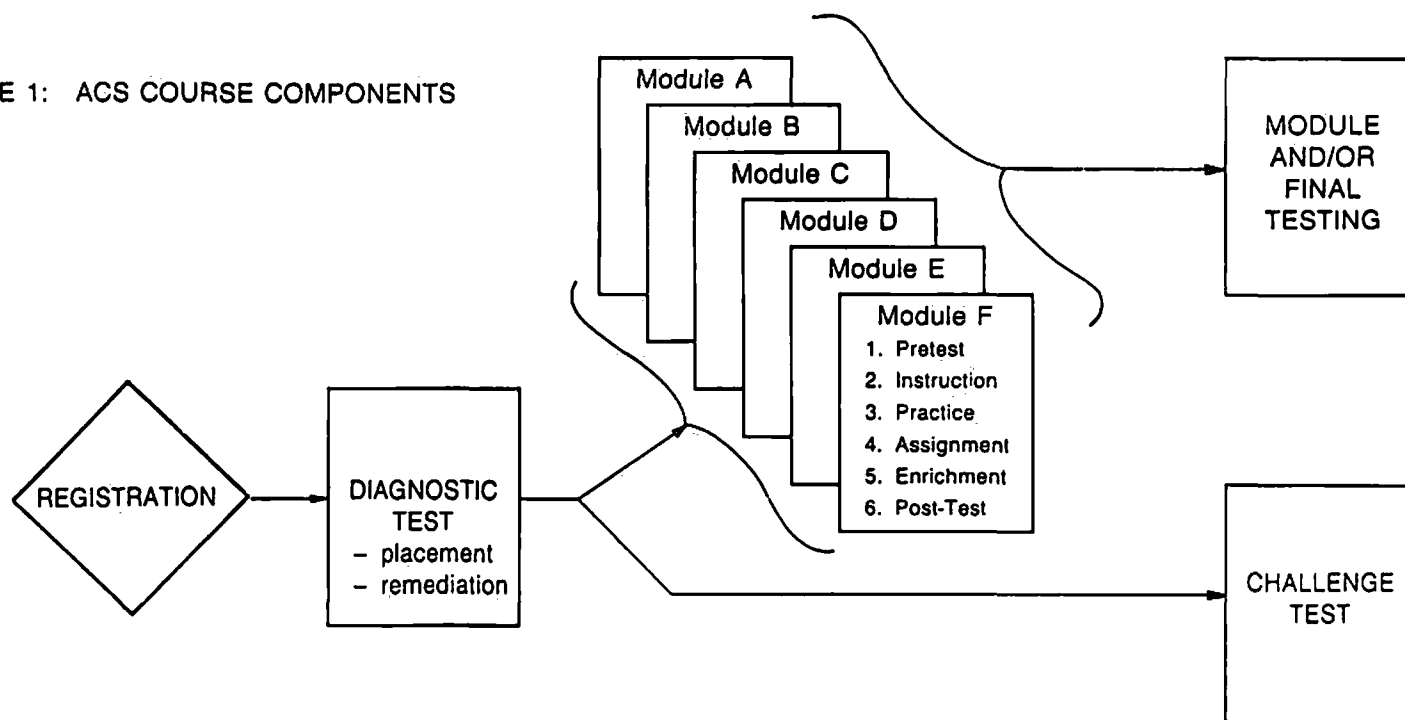 E 1: ACS COURSE COMPONENTS
Module A
Module B
Module C
Module D
Module E
Module F
1. Pretest
2. Instruction
3. Practice
4. Assignment
5. Enrichment
6. Post-Test
MODULE
AND/OR
FINAL
TESTING
REGISTRATION
DIAGNOSTIC
TEST
– placement
– remediation
CHALLENGE
TEST